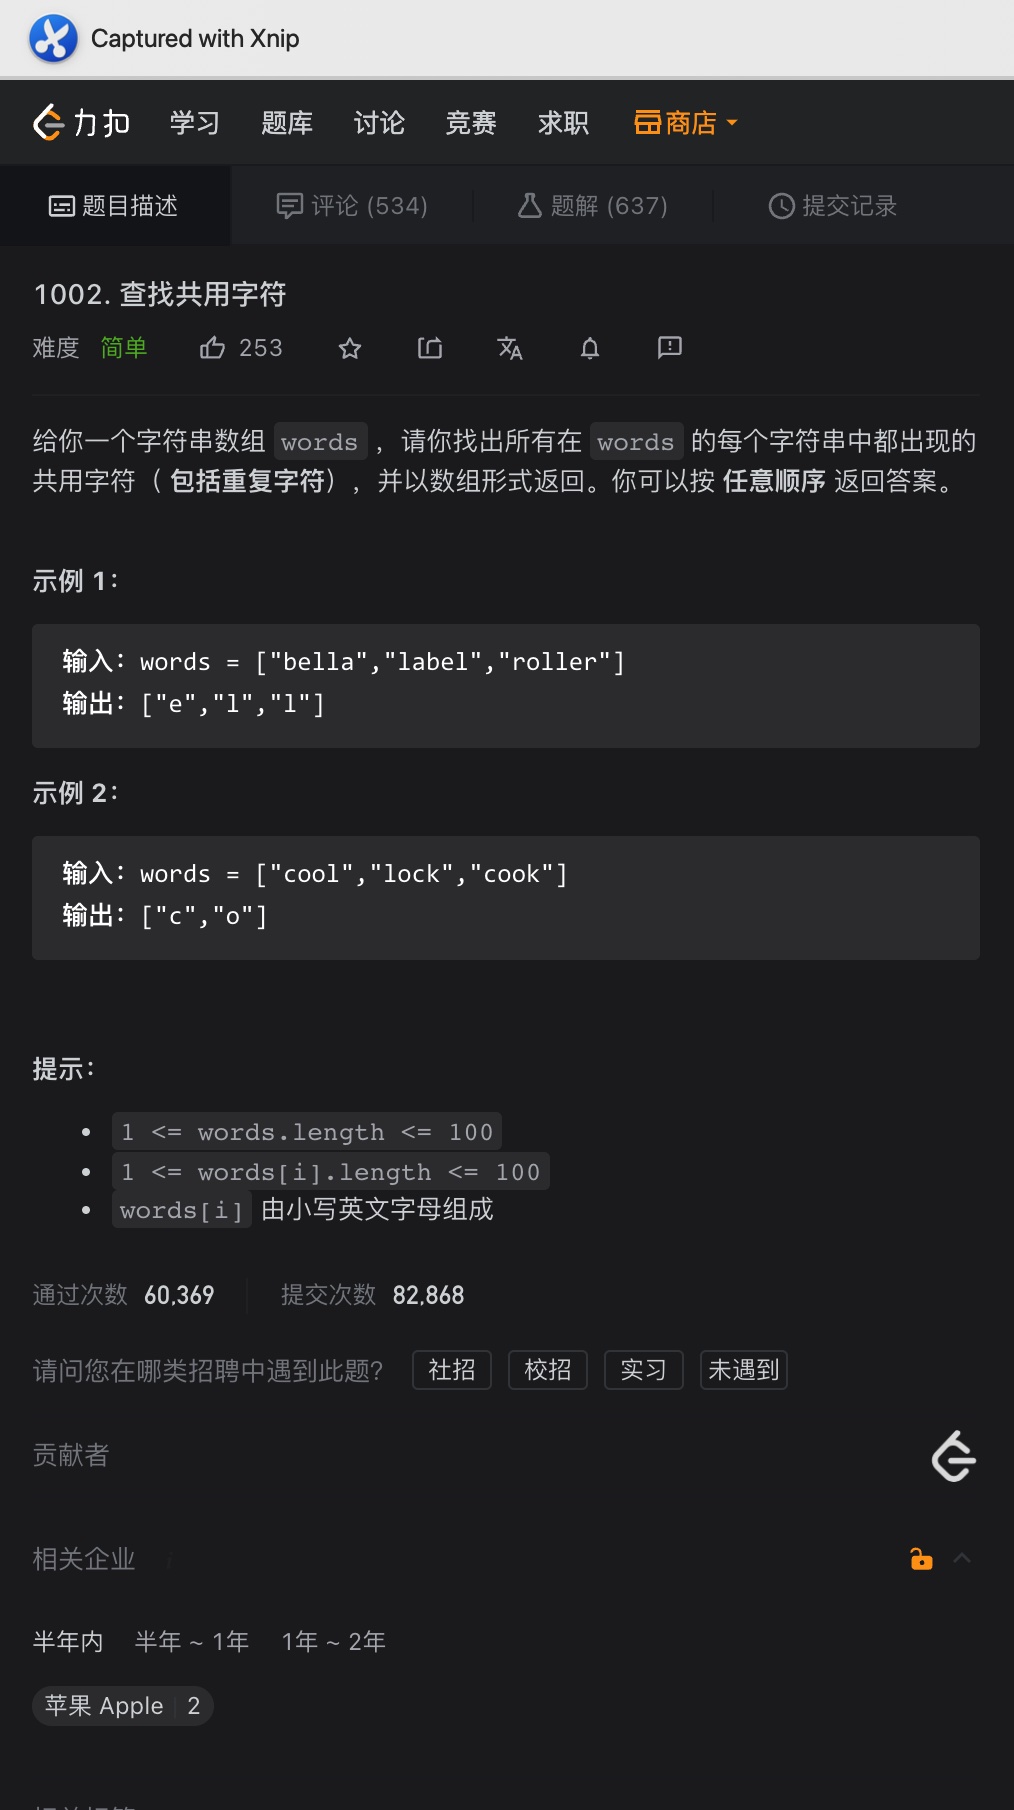 Captured with Xnip
力扣 学习 题库 讨论 竞赛 求职 商店
题目描述 评论 (534) 题解 (637) 提交记录
1002. 查找共用字符
难度 简单 253
给你一个字符串数组 words ，请你找出所有在 words 的每个字符串中都出现的
共用字符（ 包括重复字符），并以数组形式返回。你可以按 任意顺序 返回答案。
示例 1：
输入：words = ["bella","label","roller"]
输出：["e","l","l"]
示例 2：
输入：words = ["cool","lock","cook"]
输出：["c","o"]
提示：
1 <= words.length <= 100
1 <= words[i].length <= 100
words[i] 由小写英文字母组成
通过次数 60,369 提交次数 82,868
请问您在哪类招聘中遇到此题？ 社招 校招 实习 未遇到
贡献者
相关企业
半年内 半年 ~ 1年 1年 ~ 2年
苹果 Apple 2